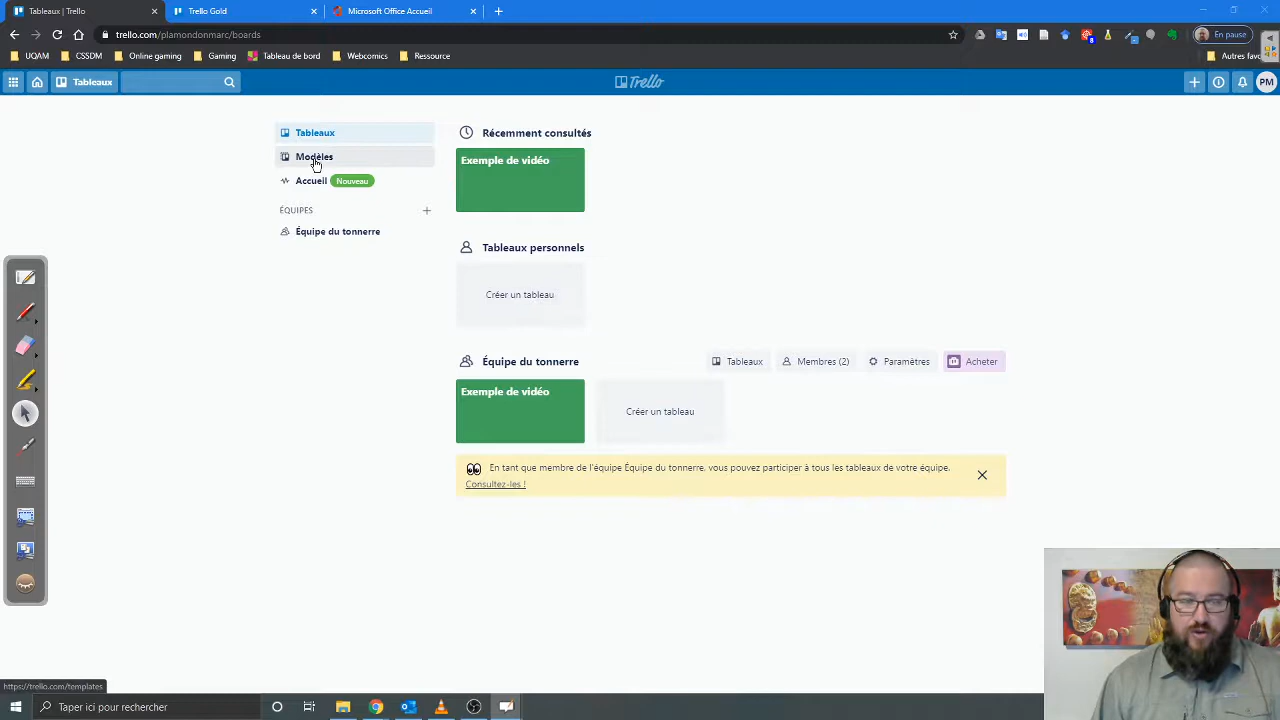 Tableaux | Trello
Trello Gold
Microsoft Office Accueil
trello.com/plamondonmarc/boards
En pause
UQAM
CSSDM
Online gaming
Gaming
Tableau de bord
Webcomics
Ressource
Autres favo
Tableaux
Trello
PM
Tableaux
Modèles
Accueil Nouveau
ÉQUIPES
Équipe du tonnerre
Récemment consultés
Exemple de vidéo
Tableaux personnels
Créer un tableau
Équipe du tonnerre
Tableaux
Membres (2)
Paramètres
Acheter
Exemple de vidéo
Créer un tableau
En tant que membre de l'équipe Équipe du tonnerre, vous pouvez participer à tous les tableaux de votre équipe.
Consultez-les !
https://trello.com/templates
Taper ici pour rechercher